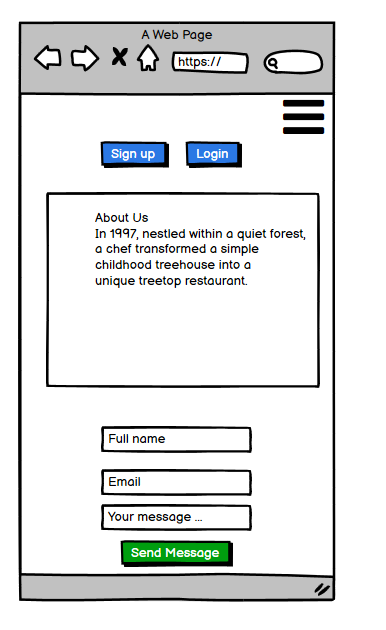 A Web Page
https://
Sign up
Login
About Us
In 1997, nestled within a quiet forest,
a chef transformed a simple
childhood treehouse into a
unique treetop restaurant.
Full name
Email
Your message ...
Send Message